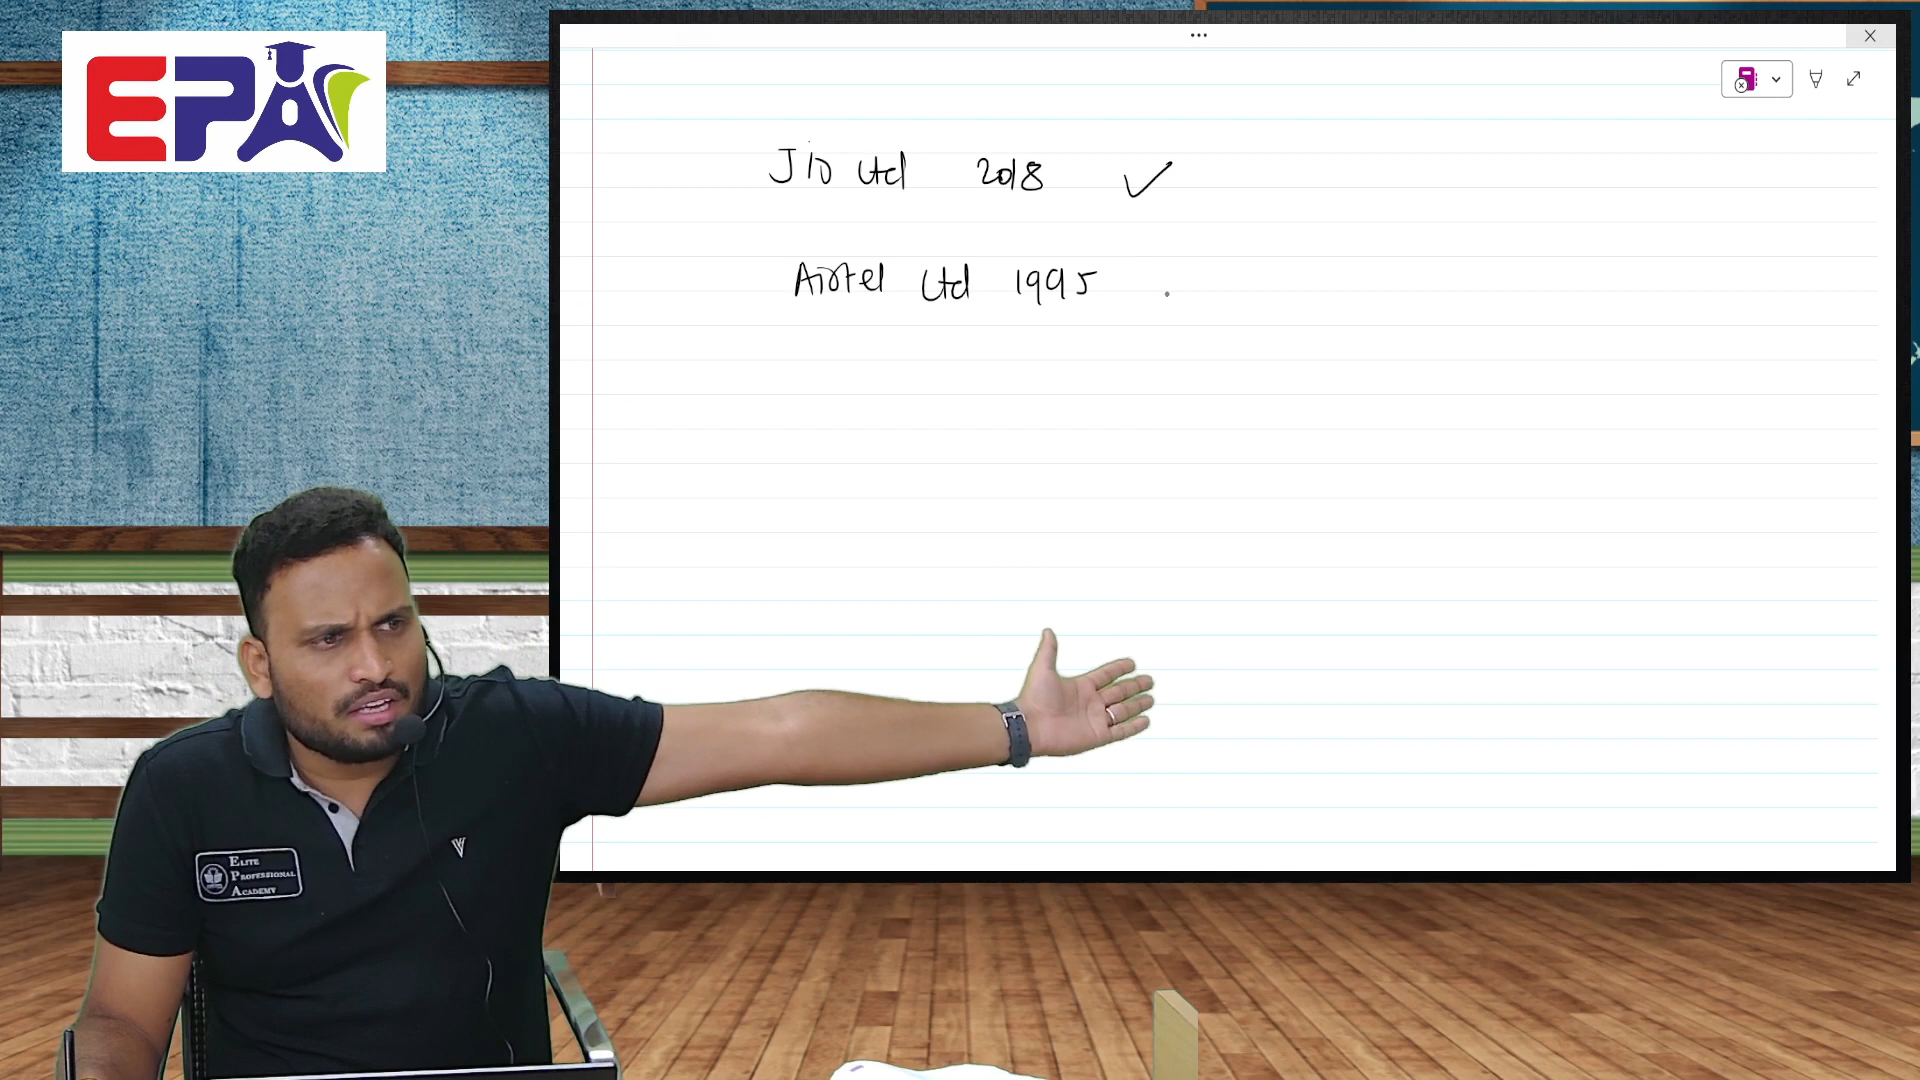 EPA
Jio Ltd 2018
Airtel Ltd 1995
ELITE
PROFESSIONAL
ACADEMY